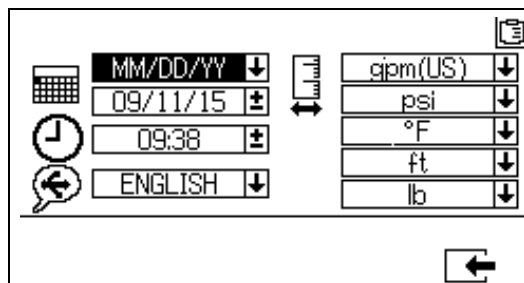 MM/DD/YY
09/11/15
09:38
ENGLISH
gpm(US)
psi
°F
ft
lb